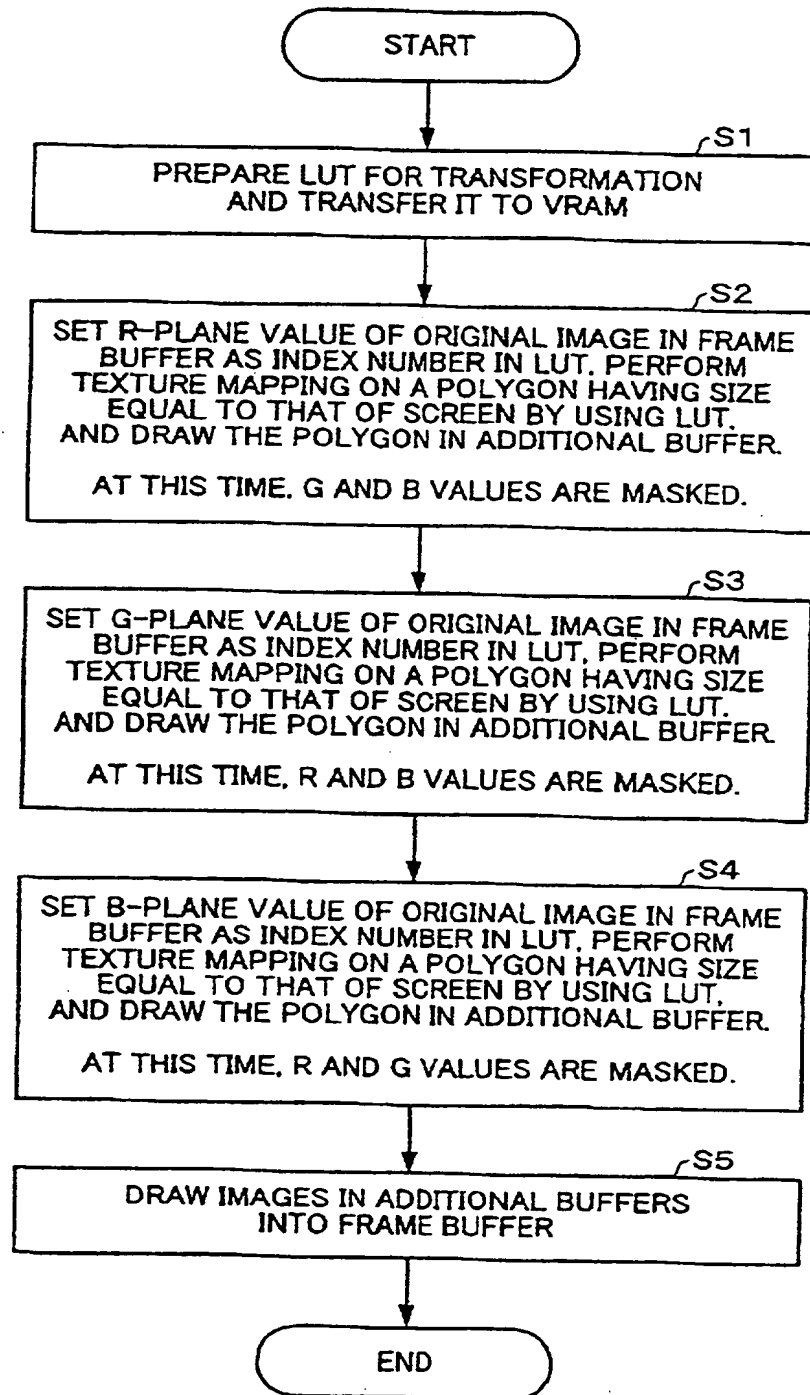 START
S1
PREPARE LUT FOR TRANSFORMATION
AND TRANSFER IT TO VRAM
S2
SET R-PLANE VALUE OF ORIGINAL IMAGE IN FRAME
BUFFER AS INDEX NUMBER IN LUT, PERFORM
TEXTURE MAPPING ON A POLYGON HAVING SIZE
EQUAL TO THAT OF SCREEN BY USING LUT.
AND DRAW THE POLYGON IN ADDITIONAL BUFFER.
AT THIS TIME, G AND B VALUES ARE MASKED.
S3
SET G-PLANE VALUE OF ORIGINAL IMAGE IN FRAME
BUFFER AS INDEX NUMBER IN LUT, PERFORM
TEXTURE MAPPING ON A POLYGON HAVING SIZE
EQUAL TO THAT OF SCREEN BY USING LUT.
AND DRAW THE POLYGON IN ADDITIONAL BUFFER.
AT THIS TIME, R AND B VALUES ARE MASKED.
S4
SET B-PLANE VALUE OF ORIGINAL IMAGE IN FRAME
BUFFER AS INDEX NUMBER IN LUT, PERFORM
TEXTURE MAPPING ON A POLYGON HAVING SIZE
EQUAL TO THAT OF SCREEN BY USING LUT,
AND DRAW THE POLYGON IN ADDITIONAL BUFFER.
AT THIS TIME, R AND G VALUES ARE MASKED.
S5
DRAW IMAGES IN ADDITIONAL BUFFERS
INTO FRAME BUFFER
END